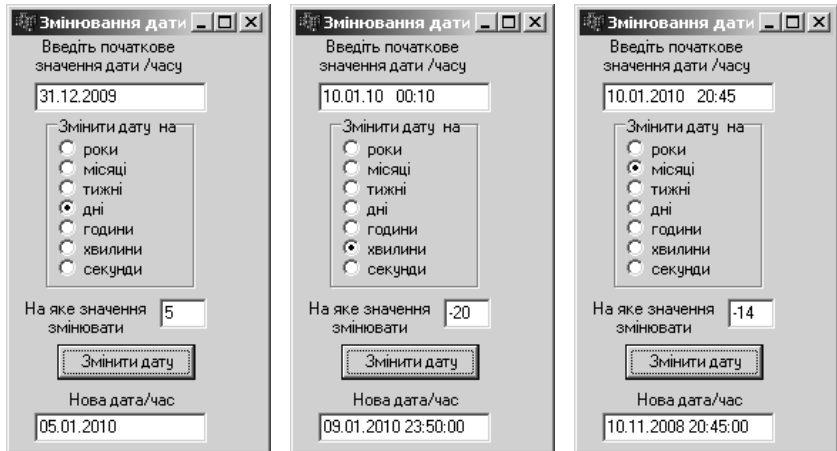 Змінювання дати
Введіть початкове
значення дати /часу
31.12.2009
Змінити дату на
роки
місяці
тижні
дні
години
хвилини
секунди
На яке значення
змінювати
5
Змінити дату
Нова дата/час
05.01.2010
Змінювання дати
Введіть початкове
значення дати /часу
10.01.10 00:10
Змінити дату на
роки
місяці
тижні
дні
години
хвилини
секунди
На яке значення
змінювати
-20
Змінити дату
Нова дата/час
09.01.2010 23:50:00
Змінювання дати
Введіть початкове
значення дати /часу
10.01.2010 20:45
Змінити дату на
роки
місяці
тижні
дні
години
хвилини
секунди
На яке значення
змінювати
-14
Змінити дату
Нова дата/час
10.11.2008 20:45:00